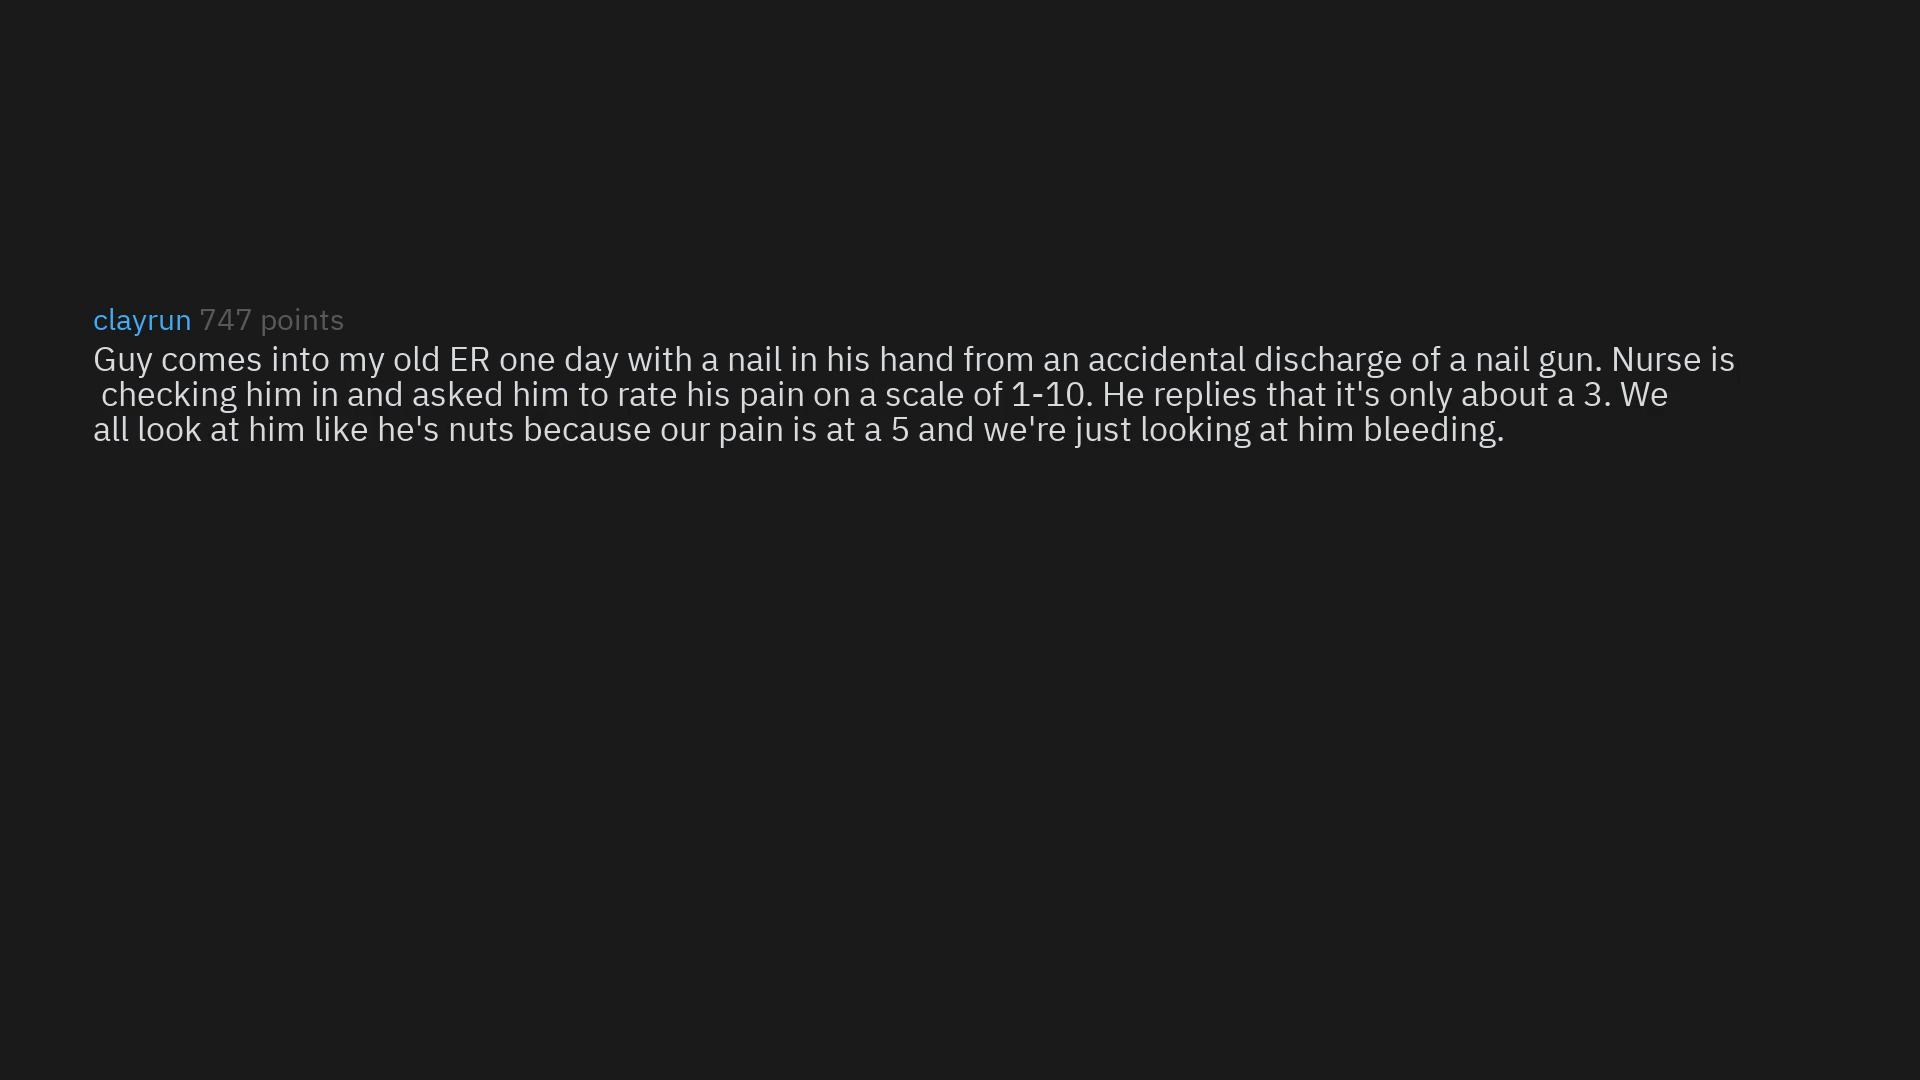 clayrun 747 points
Guy comes into my old ER one day with a nail in his hand from an accidental discharge of a nail gun. Nurse is
checking him in and asked him to rate his pain on a scale of 1-10. He replies that it's only about a 3. We
all look at him like he's nuts because our pain is at a 5 and we're just looking at him bleeding.